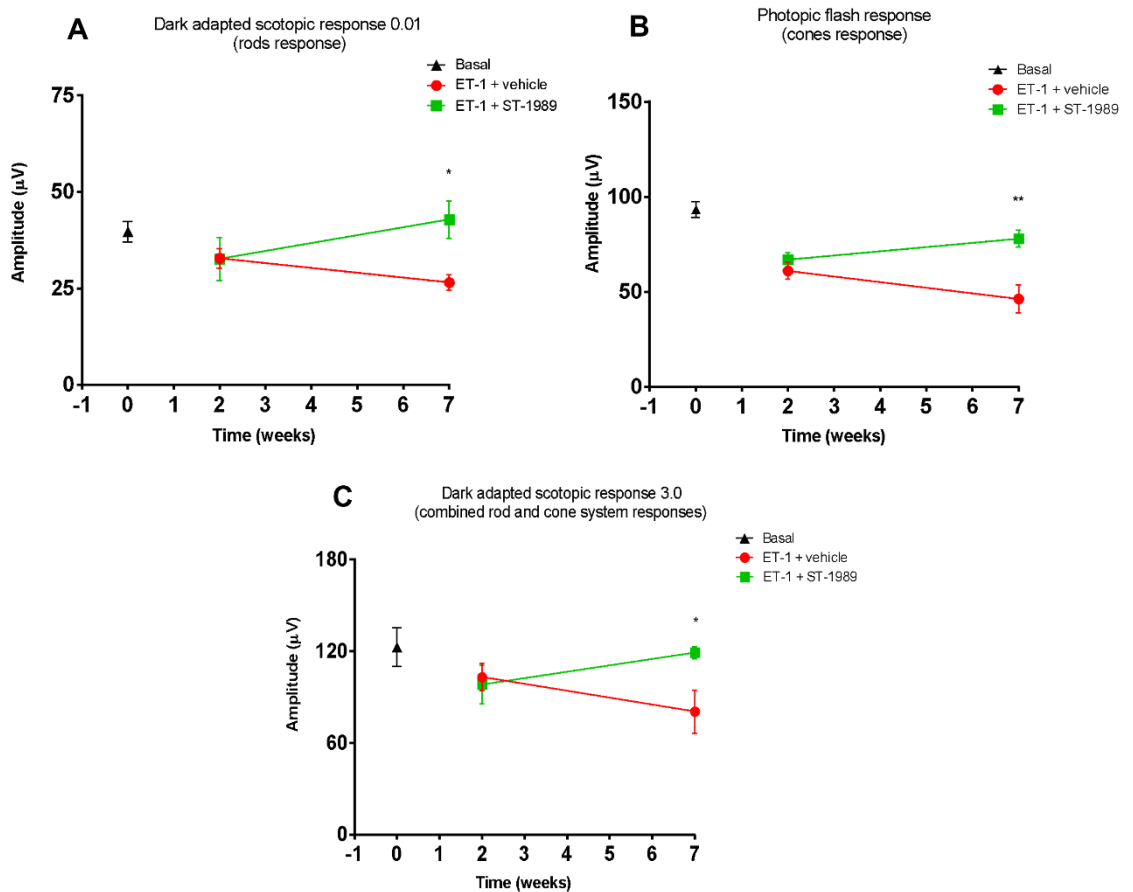 A
Dark adapted scotopic response 0.01
(rods response)
Basal
ET-1 + vehicle
ET-1 + ST-1989
75
50
25
0
Amplitude (μV)
*
-1 0 1 2 3 4 5 6 7
Time (weeks)
B
Photopic flash response
(cones response)
Basal
ET-1 + vehicle
ET-1 + ST-1989
150
100
50
0
Amplitude (μV)
**
-1 0 1 2 3 4 5 6 7
Time (weeks)
C
Dark adapted scotopic response 3.0
(combined rod and cone system responses)
Basal
ET-1 + vehicle
ET-1 + ST-1989
180
120
60
0
Amplitude (μV)
*
-1 0 1 2 3 4 5 6 7
Time (weeks)